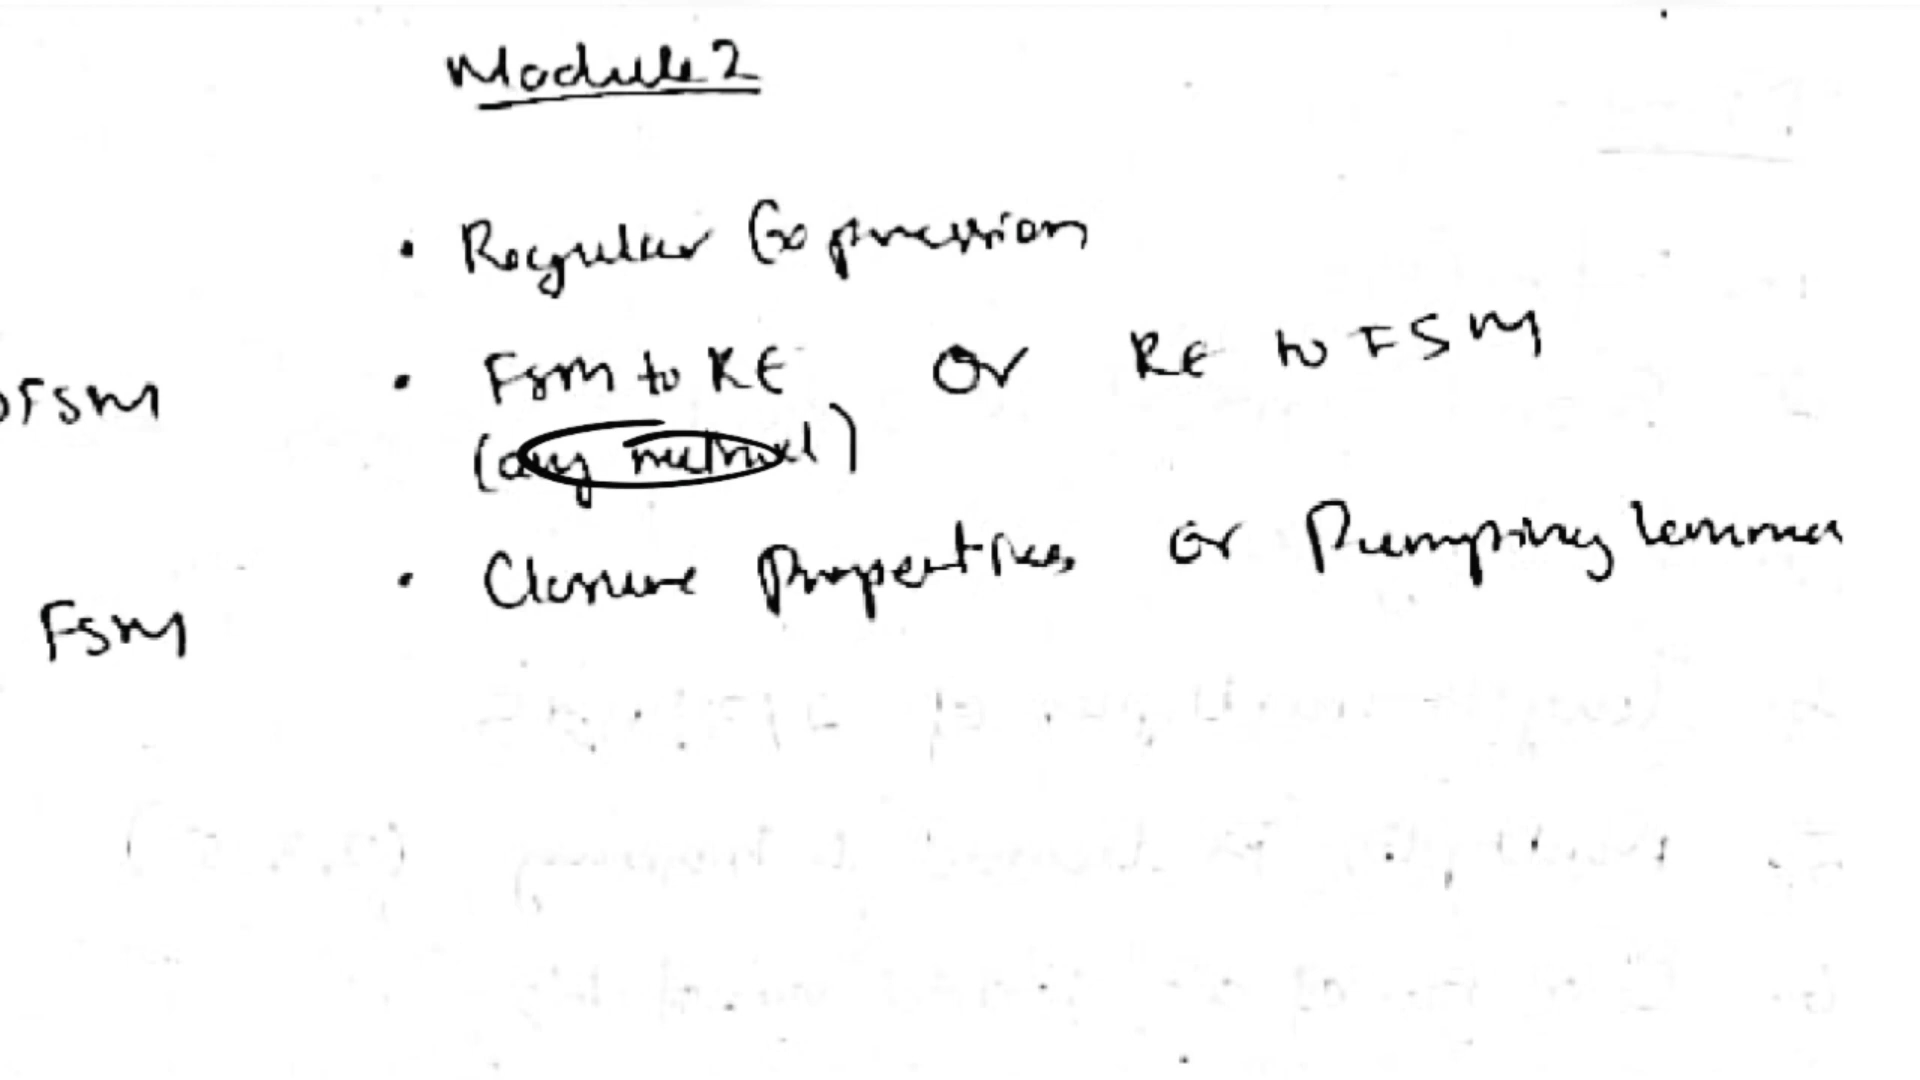 Module 2
• Regular Expression
• Fsm to RE Or RE to FSM
DFSM
(any method)
• Closure Properties or Pumping lemma
FSM